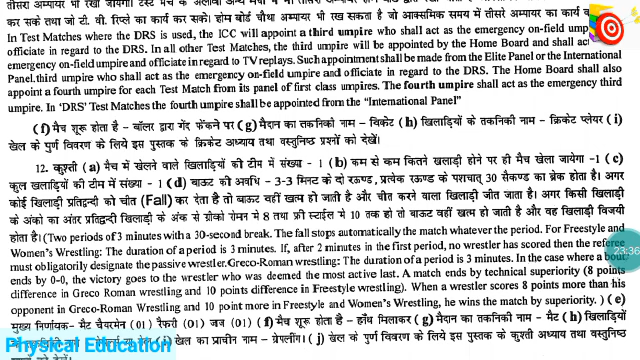 तीसरा अम्पायर भी रखा जायेगा। टेस्ट मैच के अलावा अन्य
कर सके तथा जो टी. वी. रिप्ले का कार्य कर सके। होम बोर्ड चौथा अम्पायर भी रख सकता है जो आकस्मिक समय में तीसरे अम्पायर का कार्य
In Test Matches where the DRS is used, the ICC will appoint a third umpire who shall act as the emergency on-field
officiate in regard to the DRS. In all other Test Matches, the third umpire will be appointed by the Home Board and shall
emergency on-field umpire and officiate in regard to TV replays. Such appointment shall be made from the Elite Panel or the International
Panel.third umpire who shall act as the emergency on-field umpire and officiate in regard to the DRS. The Home Board shall also
appoint a fourth umpire for each Test Match from its panel of first class umpires. The fourth umpire shall act as the emergency third
umpire. In ‘DRS’ Test Matches the fourth umpire shall be appointed from the “International Panel”
(f) मैच शुरू होता है - बॉलर द्वारा गेंद फेंकने पर (g) मैदान का तकनिको नाम - विकेट (h) खिलाड़ियों के तकनिकी नाम - क्रिकेट प्लेयर (i)
खेल के पुर्ण विवरण के लिये इस पुस्तक के क्रिकेट अध्याय तथा वस्तुनिष्ठ प्रश्नों को देखें।
12. कुश्ती (a) मैच में खेलने वाले खिलाड़ियों की टीम में संख्या - 1 (b) कम से कम कितने खलाड़ी होने पर ही मैच खेला जायेगा -1 (c)
कुल खलाड़ियों की टीम में संख्या - 1 (d) बाऊट की अवधि - 3-3 मिनट के दो रऊण्ड, प्रत्येक रऊण्ड के पशचात् 30 सैकण्ड का ब्रेक होता है। अगर
कोई खिलाड़ी प्रतिद्वन्दी को चीत (Fall) कर देता है तो बाऊट वहीं खत्म हो जाती है और चीत करने वाला खिलाड़ी जीत जाता है। अगर किसी खिलाड़ी
के अंको का अंतर प्रतिद्वन्दी खिलाड़ी के अंक से ग्रीको रोमन मे 8 तथा फ्री स्टाईल मे 10 तक हो तो बाऊट वहीं खत्म हो जाती है और वह खिलाड़ी विजयी
होता है। (Two periods of 3 minutes with a 30-second break. The fall stops automatically the match whatever the period. For Freestyle and
Women's Wrestling: The duration of a period is 3 minutes. If, after 2 minutes in the first period, no wrestler has scored then the referee
must obligatorily designate the passive wrestler.Greco-Roman wrestling: The duration of a period is 3 minutes. In the case where a bout
ends by 0-0, the victory goes to the wrestler who was deemed the most active last. A match ends by technical superiority (8 points
difference in Greco Roman wrestling and 10 points difference in Freestyle wrestling). When a wrestler scores 8 points more than his
opponent in Greco-Roman Wrestling and 10 point more in Freestyle and Women's Wrestling, he wins the match by superiority. ) (e)
मुख्य निर्णायक- मैट चैयरमेन (01) रैफरी (01) जज (01) (f) मैच शुरू होता है - हाँथ मिलाकर (g) मैदान का तकनीकी नाम - मैट (h) खिलाड़ियों
(i) खेल का प्राचीन नाम - ग्रेपलींग। (j) खेल के पुर्ण विवरण के लिये इस पुस्तक के कुश्ती अध्याय तथा वस्तुनिष्ठ
23:36
Physical Education